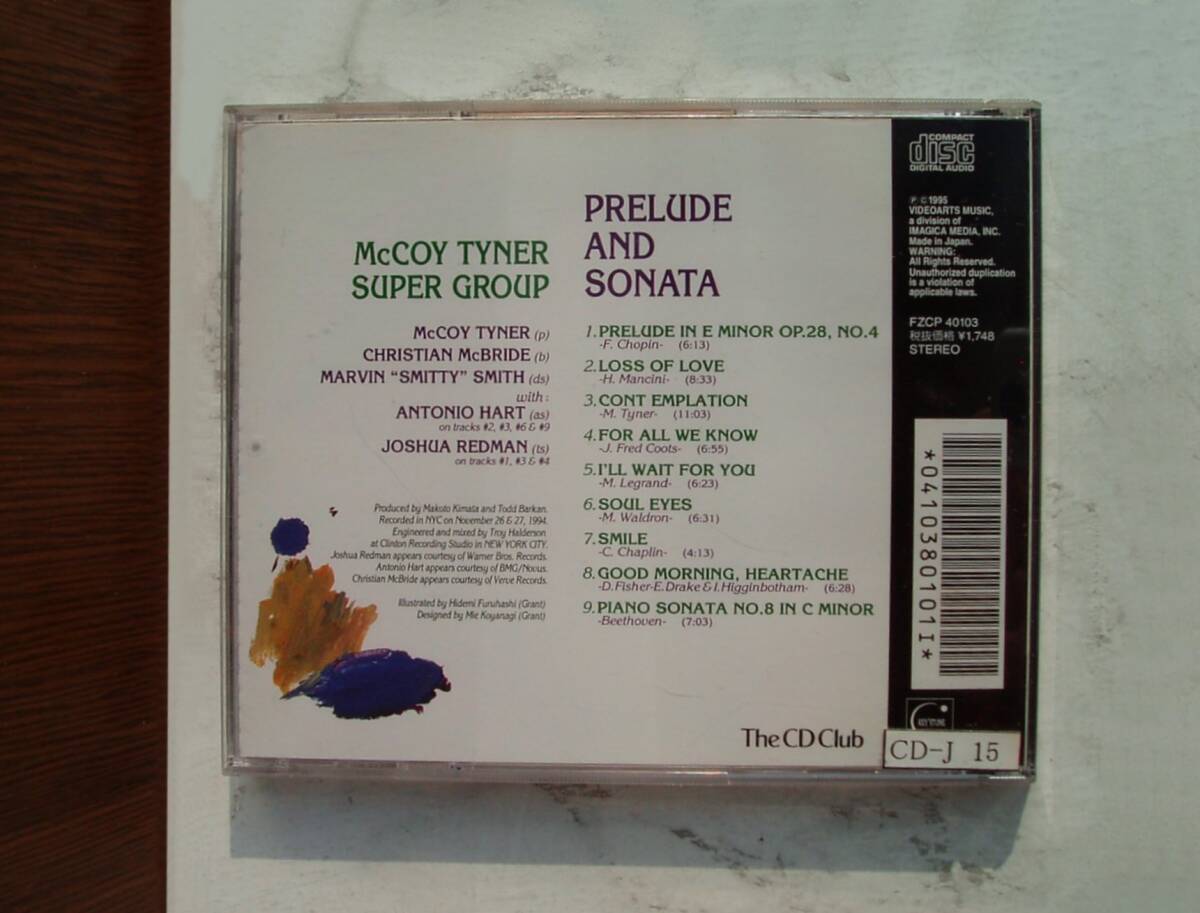 McCOY TYNER
SUPER GROUP
McCOY TYNER (p)
CHRISTIAN McBRIDE (b)
MARVIN "SMITTY" SMITH (ds)
with:
ANTONIO HART (as)
on tracks #2, #3, #6 & #9
JOSHUA REDMAN (ts)
on tracks #1, #3 & #4
Produced by Makoto Kimata and Todd Barkan.
Recorded in NYC on November 26 & 27, 1994.
Engineered and mixed by Troy Halderson
at Clinton Recording Studio in NEW YORK CITY.
Joshua Redman appears courtesy of Warner Bros. Records.
Antonio Hart appears courtesy of BMG/Novus.
Christian McBride appears courtesy of Verve Records.
Illustrated by Hidemi Furuhashi (Grant)
Designed by Mie Koyanagi (Grant)
PRELUDE
AND
SONATA
1. PRELUDE IN E MINOR OP.28, NO.4
-F. Chopin- (6:13)
2. LOSS OF LOVE
-H. Mancini- (8:33)
3. CONT EMPLATION
-M. Tyner- (11:03)
4. FOR ALL WE KNOW
-J. Fred Coots- (6:55)
5. I'LL WAIT FOR YOU
-M. Legrand- (6:23)
6. SOUL EYES
-M. Waldron- (6:31)
7. SMILE
-C. Chaplin- (4:13)
8. GOOD MORNING, HEARTACHE
-D. Fisher-E. Drake & I. Higginbotham- (6:28)
9. PIANO SONATA NO.8 IN C MINOR
-Beethoven- (7:03)
The CD Club
COMPACT
disc
DIGITAL AUDIO
℗ © 1995
VIDEOARTS MUSIC,
a division of
IMAGICA MEDIA, INC.
Made in Japan.
WARNING:
All Rights Reserved.
Unauthorized duplication
is a violation of
applicable laws.
FZCP 40103
税抜価格 ¥1,748
STEREO
*04103801011*
CD-J 15